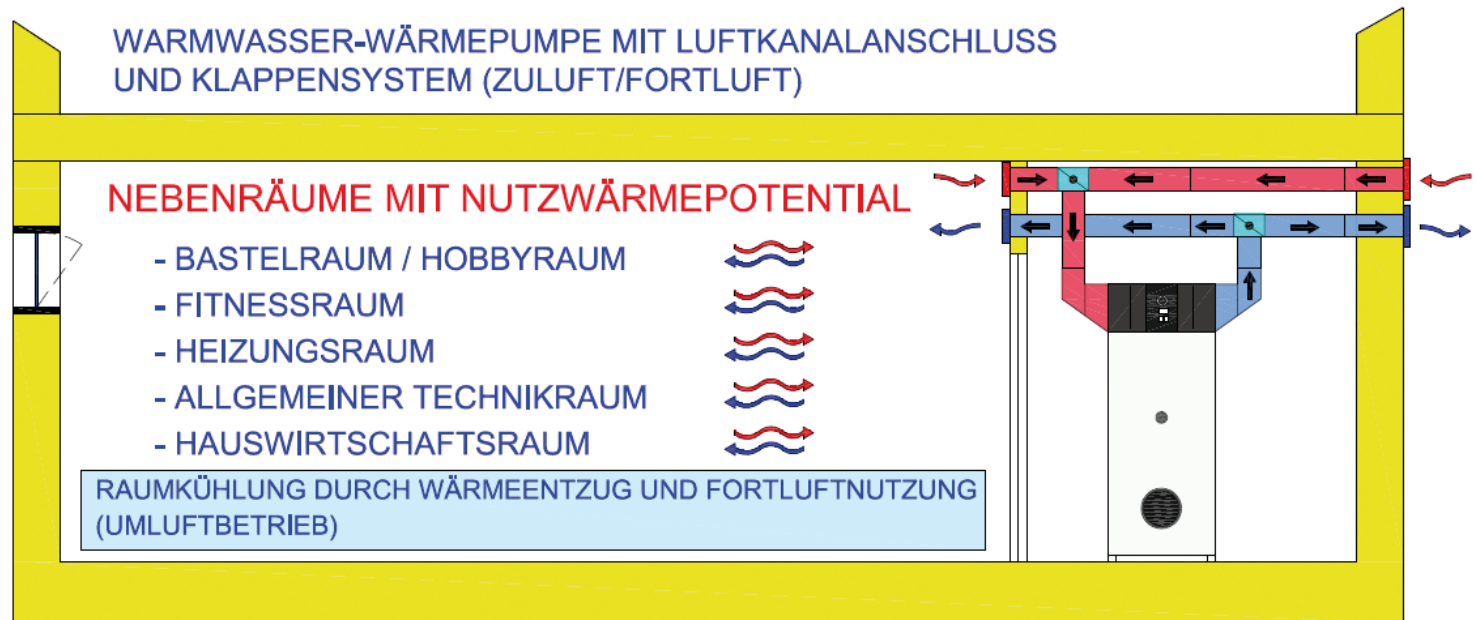 WARMWASSER-WÄRMEPUMPE MIT LUFTKANALANSCHLUSS
UND KLAPPENSYSTEM (ZULUFT/FORTLUFT)
NEBENRÄUME MIT NUTZWÄRMEPOTENTIAL
- BASTELRAUM / HOBBYRAUM
- FITNESSRAUM
- HEIZUNGSRAUM
- ALLGEMEINER TECHNIKRAUM
- HAUSWIRTSCHAFTSRAUM
RAUMKÜHLUNG DURCH WÄRMEENTZUG UND FORTLUFTNUTZUNG
(UMLUFTBETRIEB)